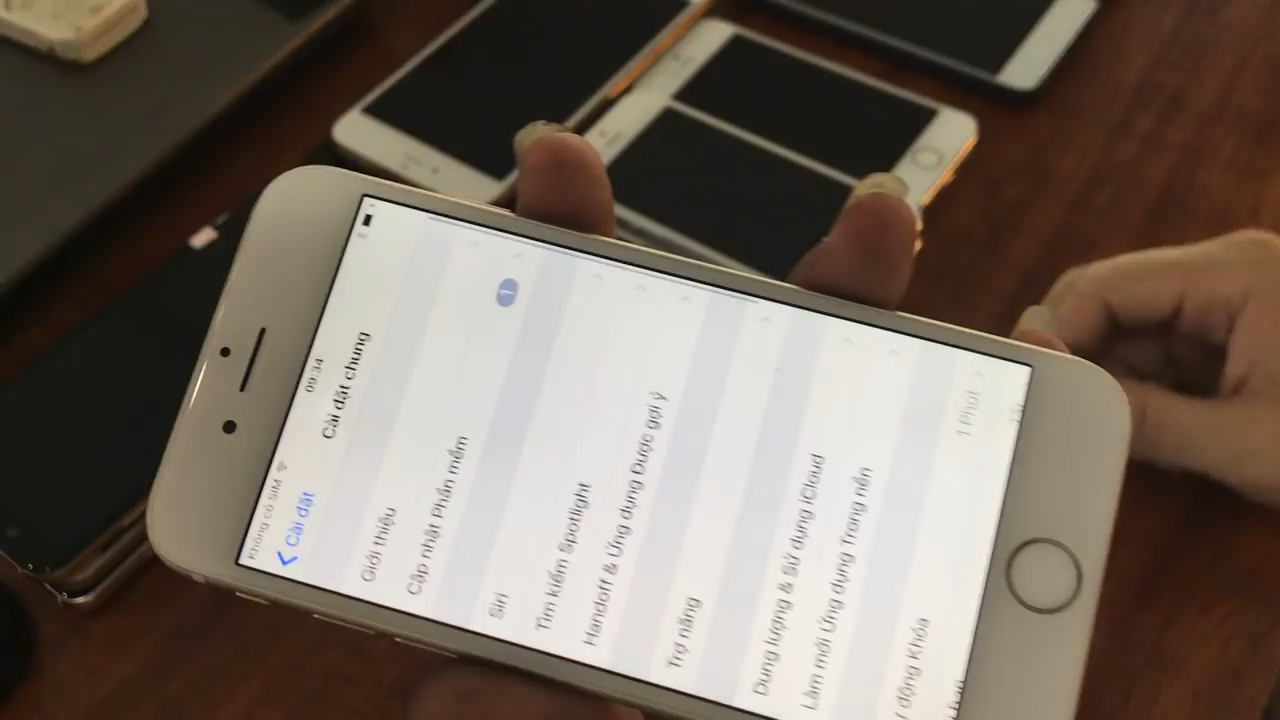 Không có SIM 09:34
Cài đặt Cài đặt chung
Giới thiệu
Cập nhật Phần mềm 1
Siri
Tìm kiếm Spotlight
Handoff & Ứng dụng Được gợi ý
Trợ năng
Dung lượng & Sử dụng iCloud
Làm mới Ứng dụng Trong nền
động Khóa 1 Phút